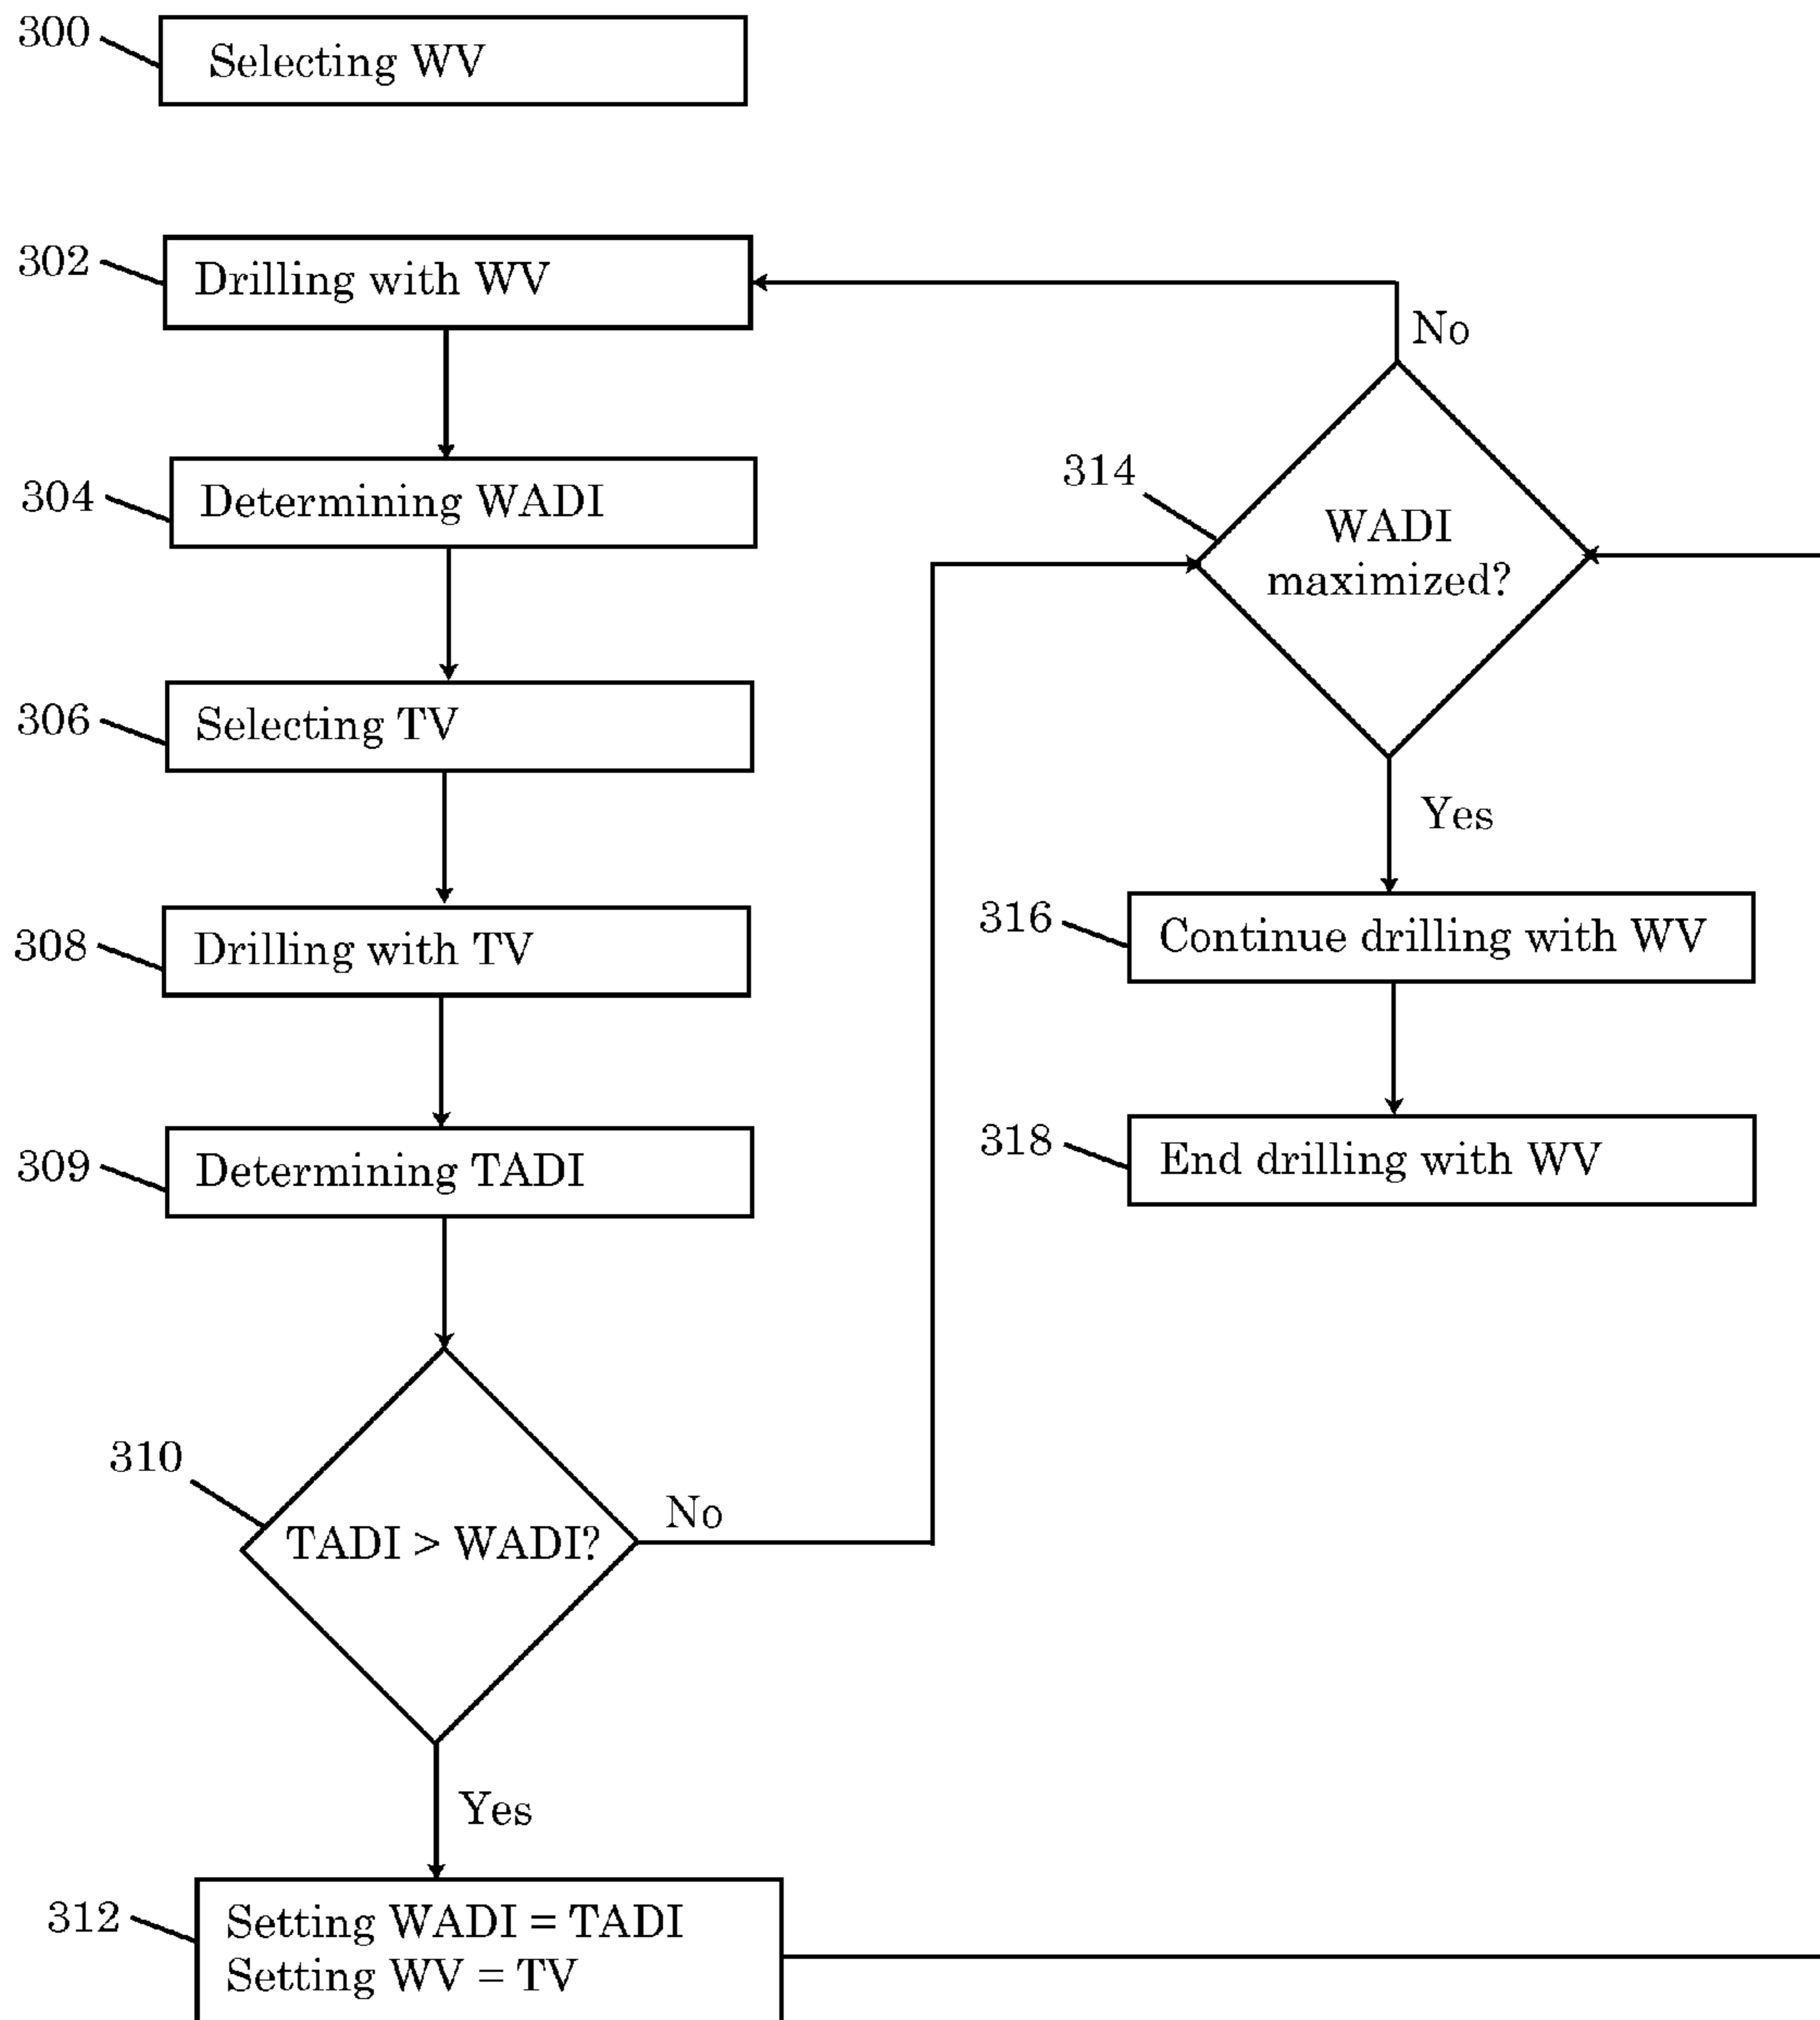 300
Selecting WV
302
Drilling with WV
304
Determining WADI
306
Selecting TV
308
Drilling with TV
309
Determining TADI
310
TADI > WADI?
No
Yes
312
Setting WADI = TADI
Setting WV = TV
No
314
WADI
maximized?
Yes
316
Continue drilling with WV
318
End drilling with WV